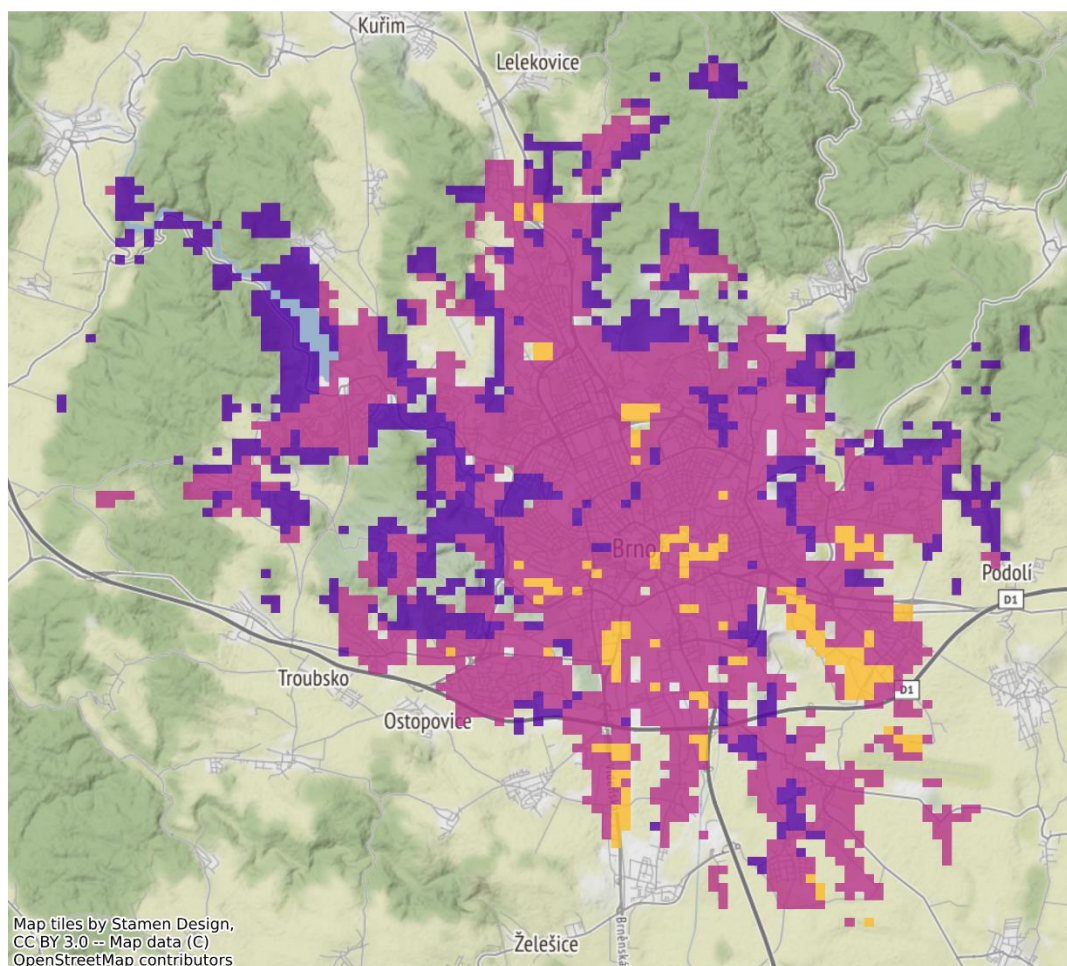 Kuřim
Lelekovice
Brno
Podolí
D1
Troubsko
D1
Ostopovice
Brněnská
Želešice
Map tiles by Stamen Design,
CC BY 3.0 -- Map data (C)
OpenStreetMap contributors